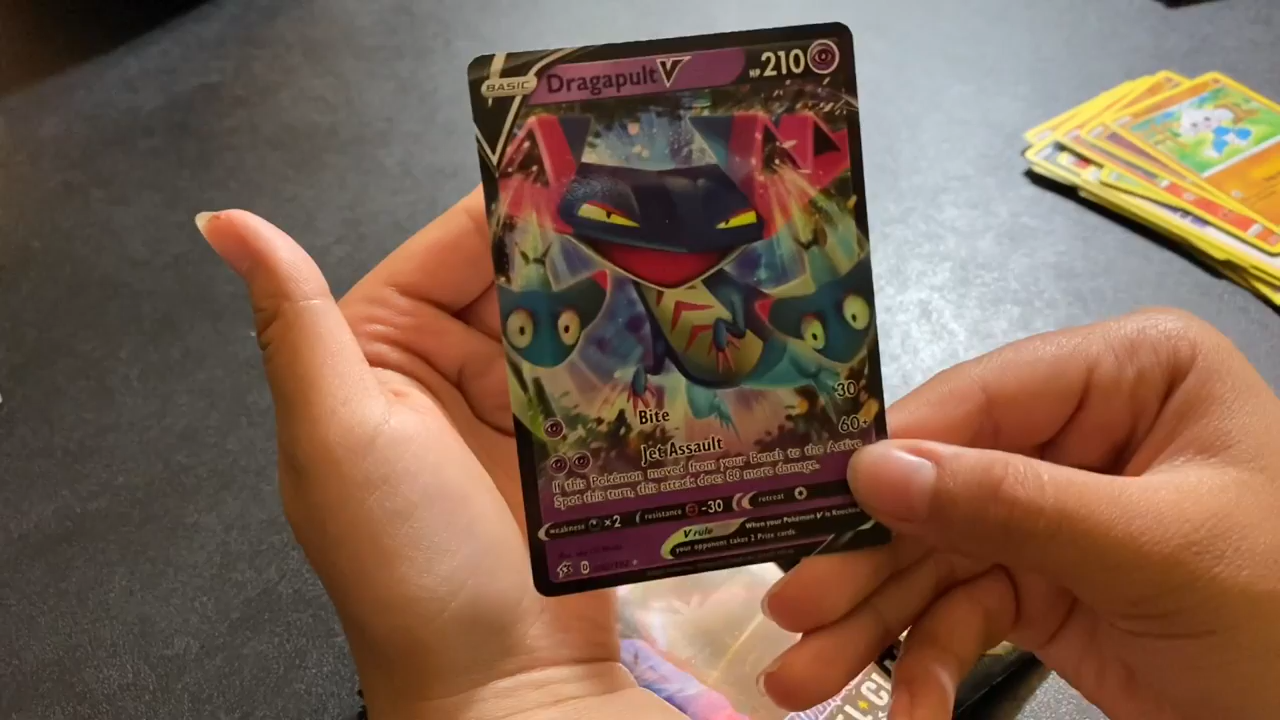 BASIC Dragapult V HP 210
Bite 30
Jet Assault 60+
If this Pokémon moved from your Bench to the Active
Spot this turn, this attack does 80 more damage.
weakness ×2 resistance -30 retreat
V rule When your Pokémon V is Knocked
your opponent takes 2 Prize cards
D